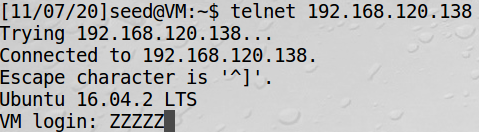 [11/07/20]seed@VM:~$ telnet 192.168.120.138
Trying 192.168.120.138...
Connected to 192.168.120.138.
Escape character is '^]'.
Ubuntu 16.04.2 LTS
VM login: ZZZZZ